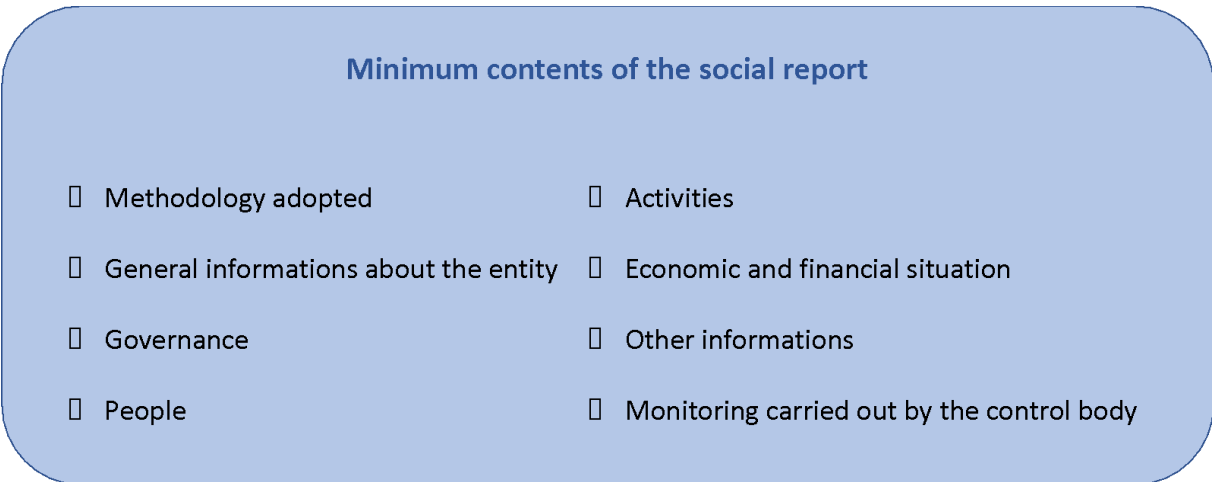 Minimum contents of the social report
Methodology adopted
General informations about the entity
Governance
People
Activities
Economic and financial situation
Other informations
Monitoring carried out by the control body